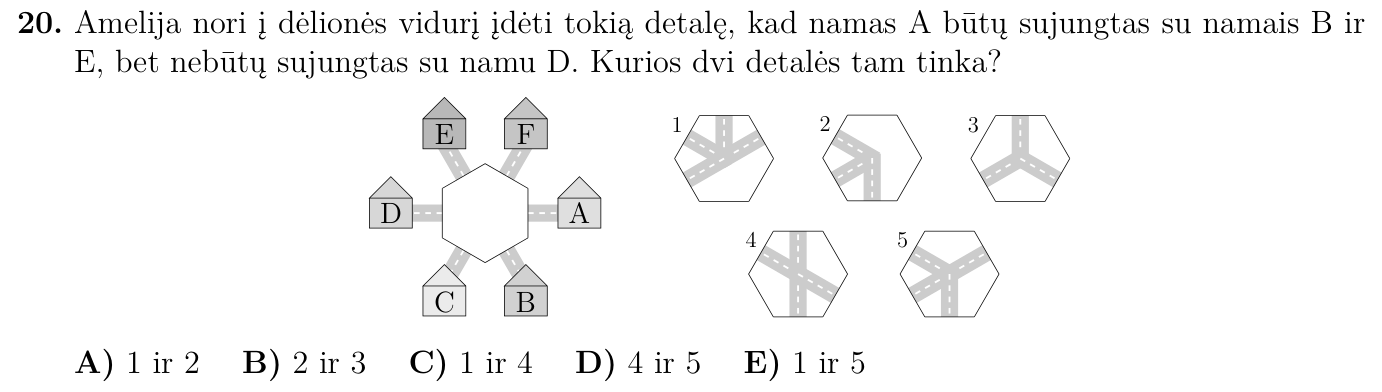 20. Amelija nori į dėlionės vidurį įdėti tokią detalę, kad namas A būtų sujungtas su namais B ir
E, bet nebūtų sujungtas su namu D. Kurios dvi detalės tam tinka?
E F
1 2 3
D A
4 5
C B
A) 1 ir 2 B) 2 ir 3 C) 1 ir 4 D) 4 ir 5 E) 1 ir 5